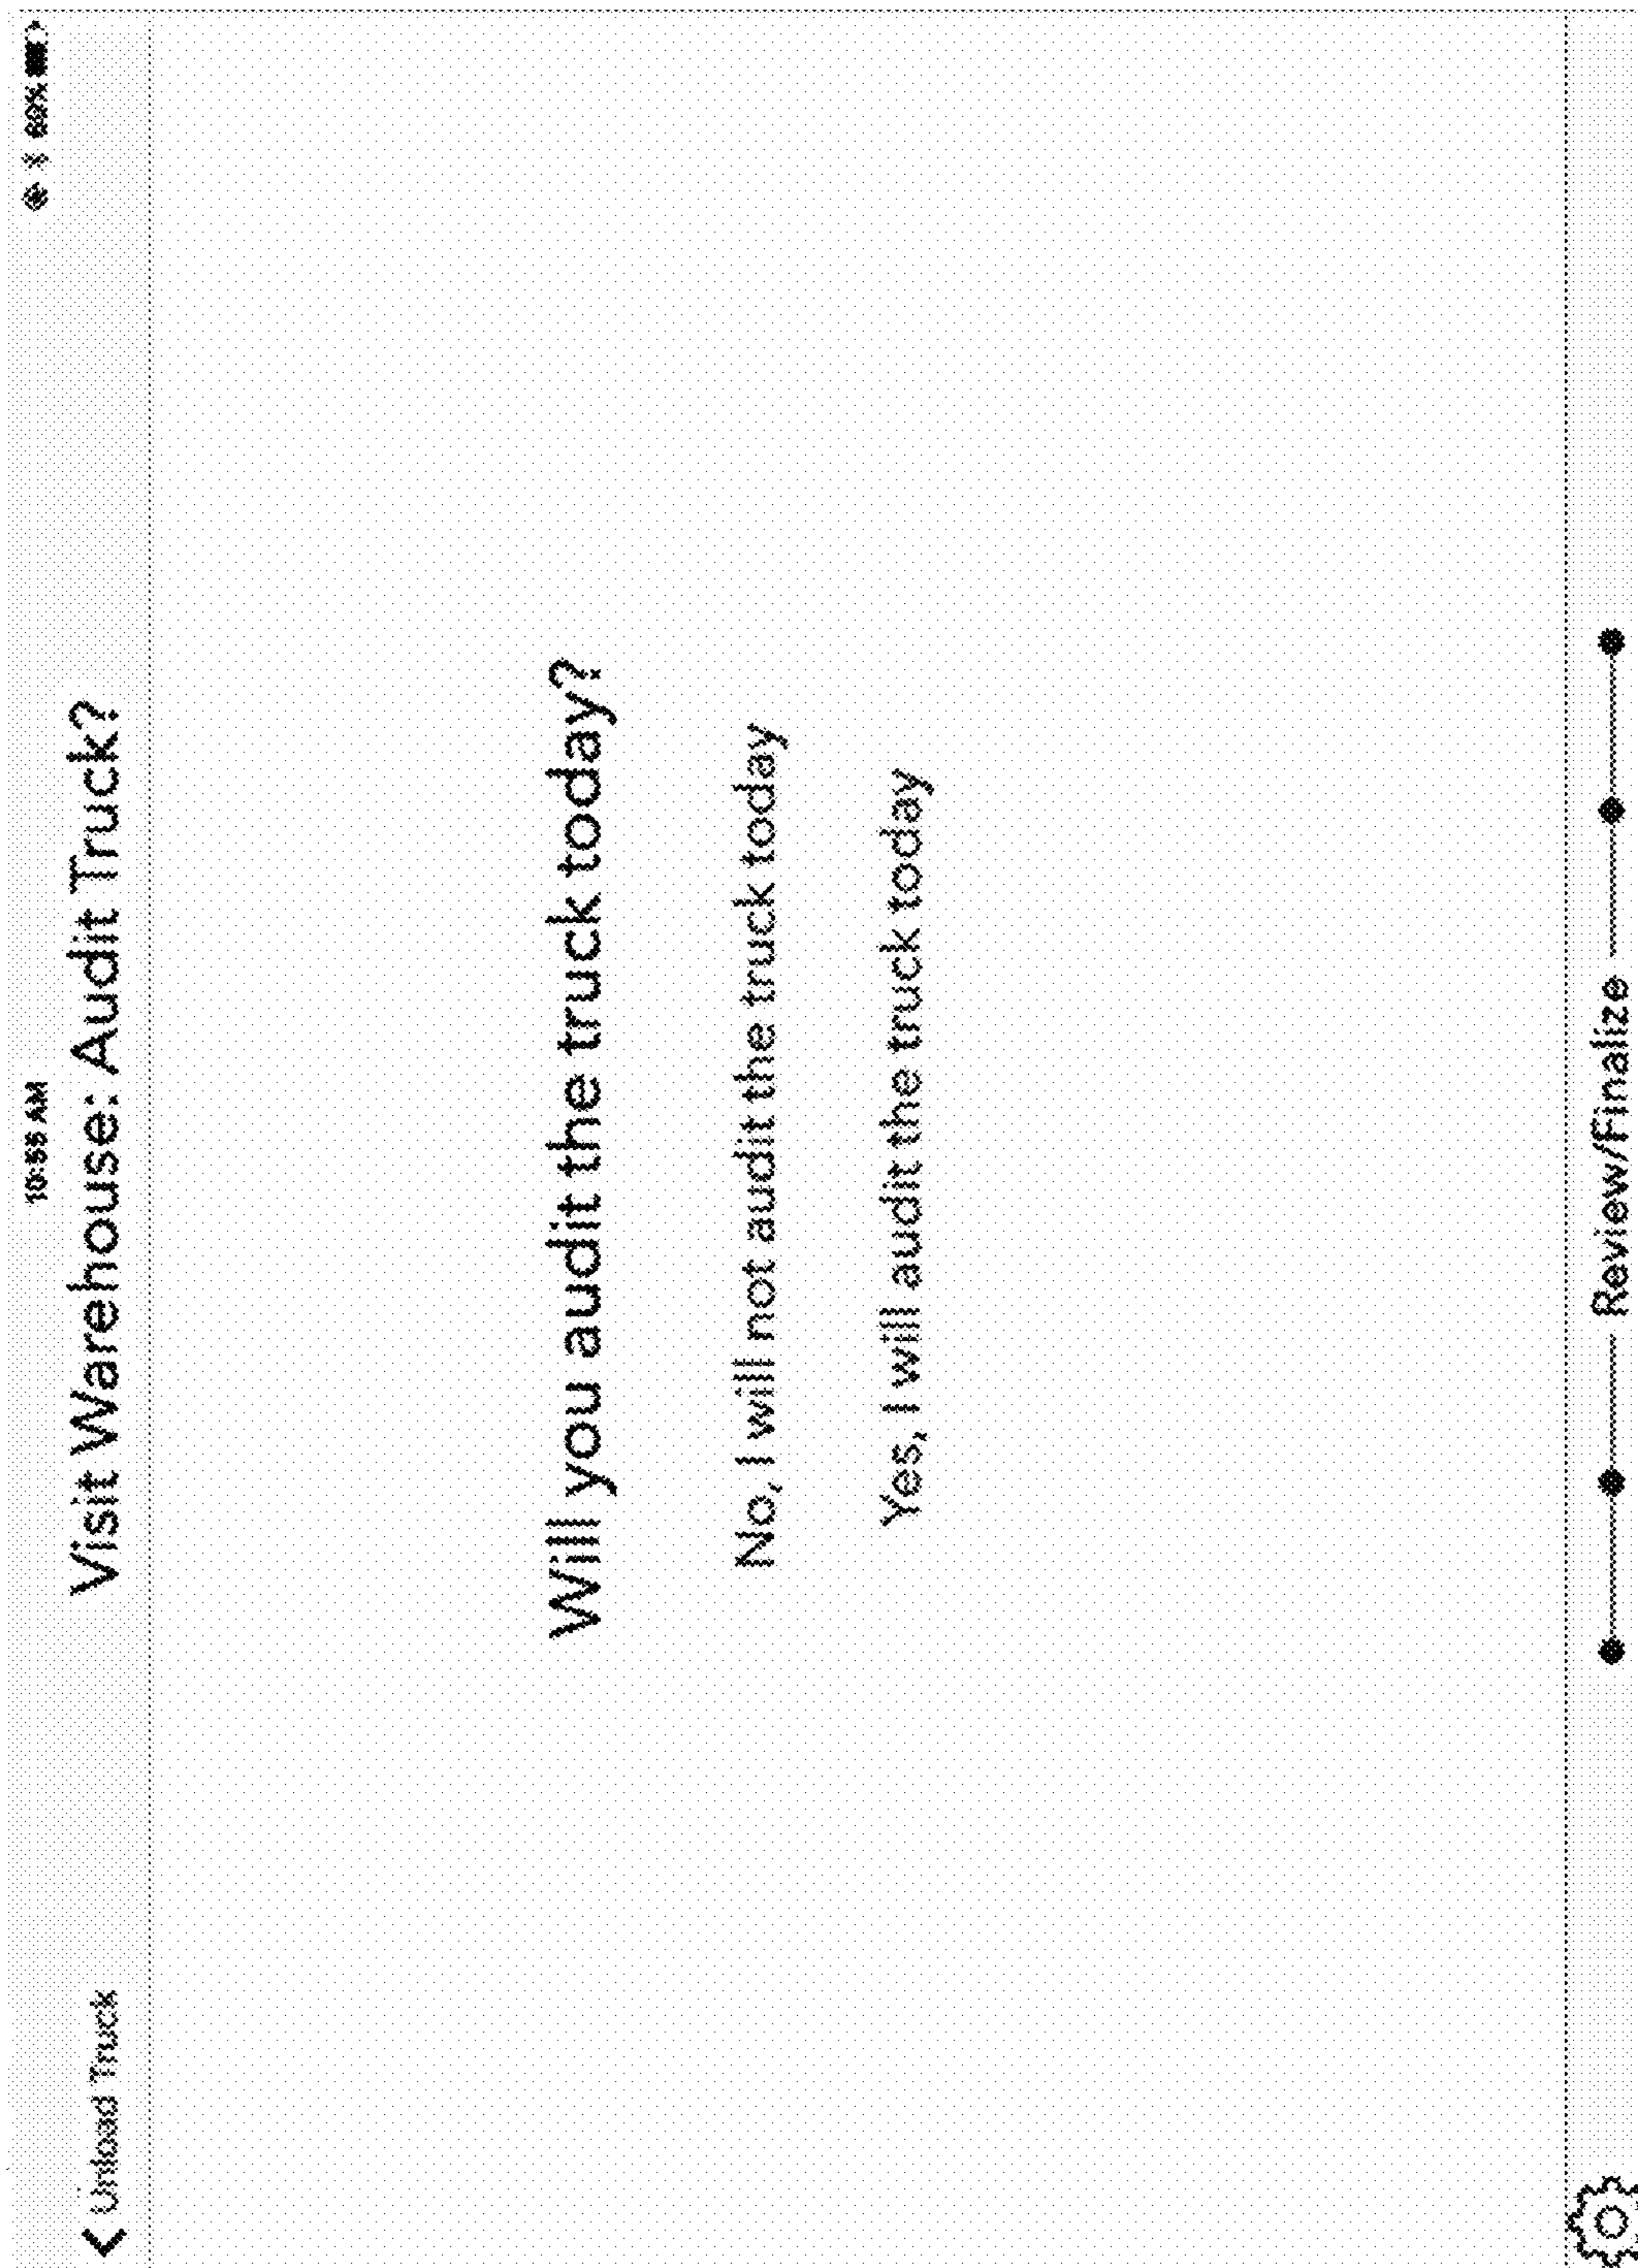 10:55 AM
Unload Truck
Visit Warehouse: Audit Truck?
Will you audit the truck today?
No, I will not audit the truck today
Yes, I will audit the truck today
Review/Finalize